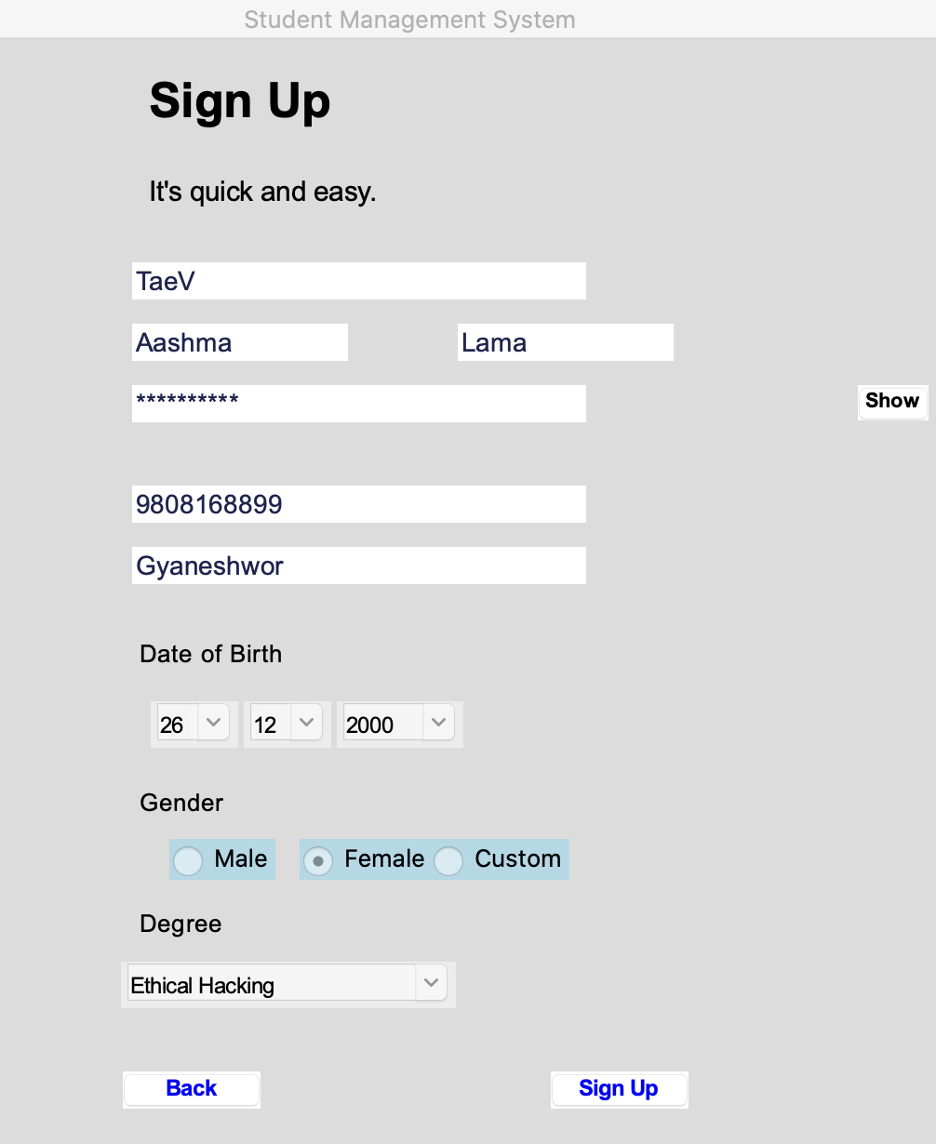 Student Management System
Sign Up
It's quick and easy.
TaeV
Aashma Lama
********** Show
9808168899
Gyaneshwor
Date of Birth
26 12 2000
Gender
Male Female Custom
Degree
Ethical Hacking
Back Sign Up